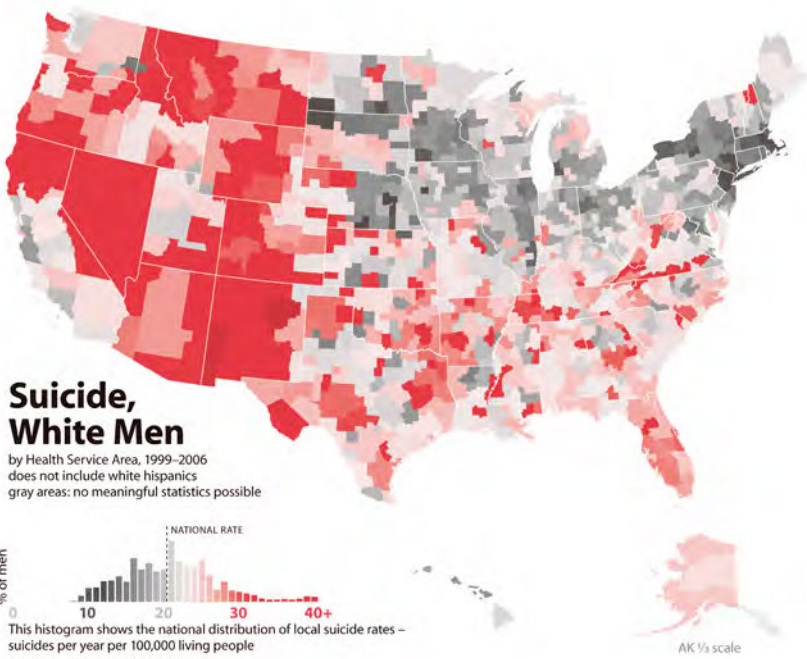 Suicide,
White Men
by Health Service Area, 1999–2006
does not include white hispanics
gray areas: no meaningful statistics possible
NATIONAL RATE
% of men
0 10 20 30 40+
This histogram shows the national distribution of local suicide rates –
suicides per year per 100,000 living people
AK ⅓ scale